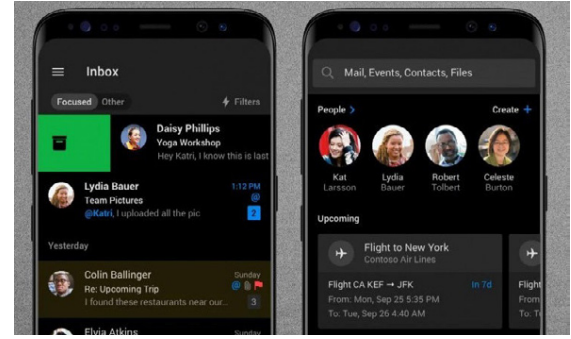 Inbox
Focused Other Filters
Daisy Phillips
Yoga Workshop
Hey Katri, I know this is last
Lydia Bauer 1:12 PM
Team Pictures @
@Katri, I uploaded all the pic 2
Yesterday
Colin Ballinger Sunday
Re: Upcoming Trip @
I found these restaurants near our... 3
Elvia Atkins Sunday
Mail, Events, Contacts, Files
People > Create +
Kat Larsson
Lydia Bauer
Robert Tolbert
Celeste Burton
Upcoming
Flight to New York
Contoso Air Lines
Flight CA KEF → JFK In 7d
From: Mon, Sep 25 5:35 PM
To: Tue, Sep 26 4:40 AM
Flight
From
To: T